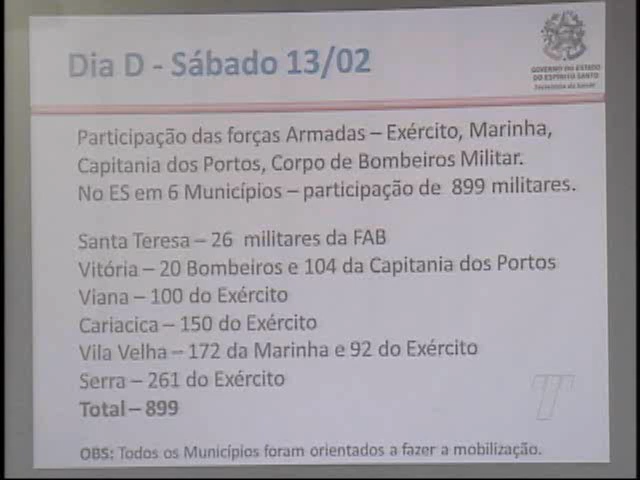 Dia D - Sábado 13/02
GOVERNO DO ESTADO
DO ESPÍRITO SANTO
Secretaria da Saúde
Participação das forças Armadas – Exército, Marinha,
Capitania dos Portos, Corpo de Bombeiros Militar.
No ES em 6 Municípios – participação de 899 militares.
Santa Teresa – 26 militares da FAB
Vitória – 20 Bombeiros e 104 da Capitania dos Portos
Viana – 100 do Exército
Cariacica – 150 do Exército
Vila Velha – 172 da Marinha e 92 do Exército
Serra – 261 do Exército
Total – 899
OBS: Todos os Municípios foram orientados a fazer a mobilização.